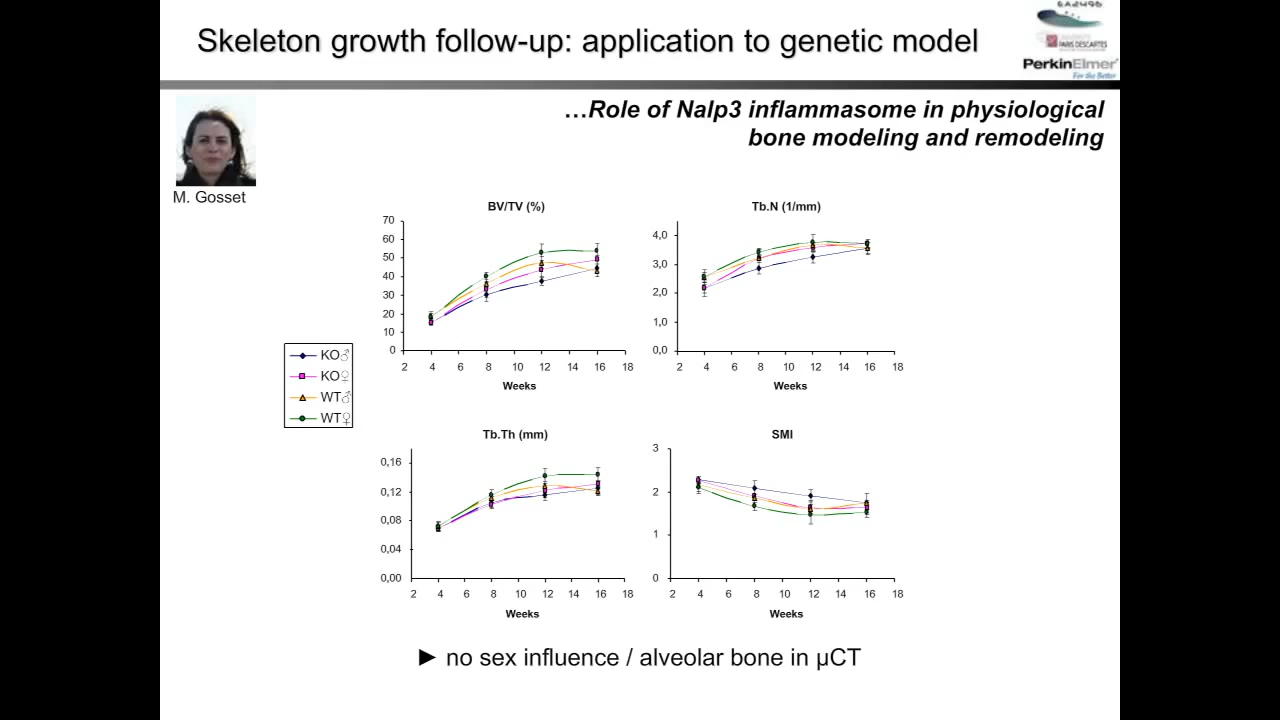 Skeleton growth follow-up: application to genetic model
EA2496
PARIS DESCARTES
PerkinElmer
For the Better
…Role of Nalp3 inflammasome in physiological
bone modeling and remodeling
M. Gosset
BV/TV (%)
70
60
50
40
30
20
10
0
2 4 6 8 10 12 14 16 18
Weeks
Tb.N (1/mm)
4,0
3,0
2,0
1,0
0,0
2 4 6 8 10 12 14 16 18
Weeks
KO♂
KO♀
WT♂
WT♀
Tb.Th (mm)
0,16
0,12
0,08
0,04
0,00
2 4 6 8 10 12 14 16 18
Weeks
SMI
3
2
1
0
2 4 6 8 10 12 14 16 18
Weeks
► no sex influence / alveolar bone in µCT